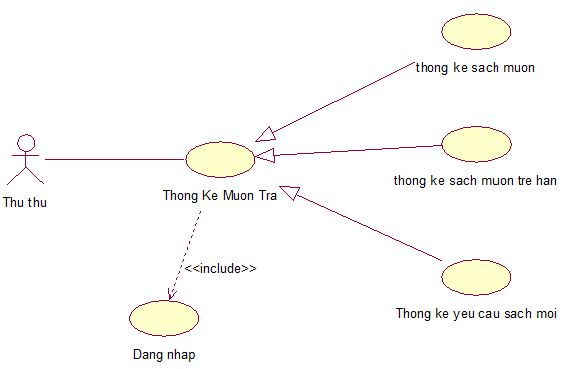 thong ke sach muon
thong ke sach muon tre han
Thu thu
Thong Ke Muon Tra
<<include>>
Thong ke yeu cau sach moi
Dang nhap